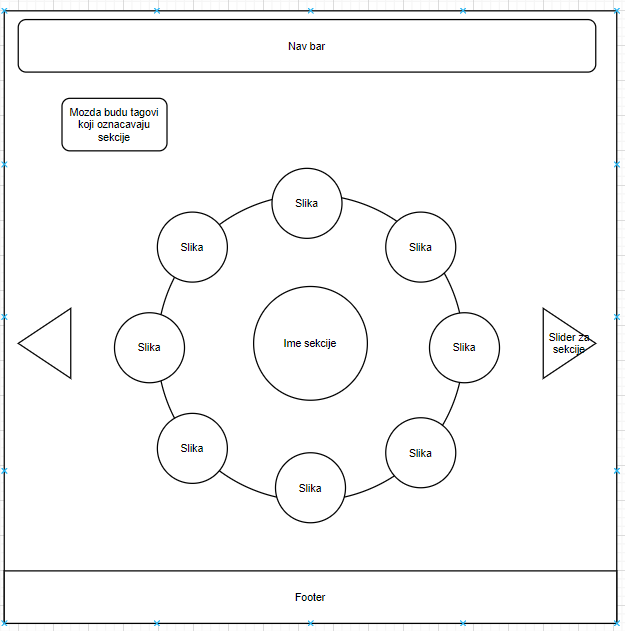 Nav bar
Mozda budu tagovi
koji oznacavaju
sekcije
Slika
Slika
Slika
Slika
Ime sekcije
Slika
Slider za
sekcije
Slika
Slika
Slika
Footer